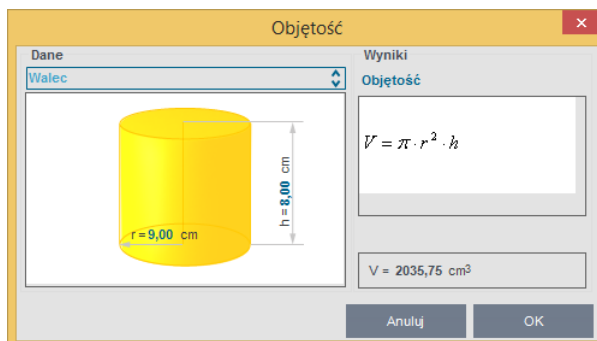 Objętość
Dane
Walec
h = 8,00 cm
r = 9,00 cm
Wyniki
Objętość
V = π · r² · h
V = 2035,75 cm³
Anuluj
OK